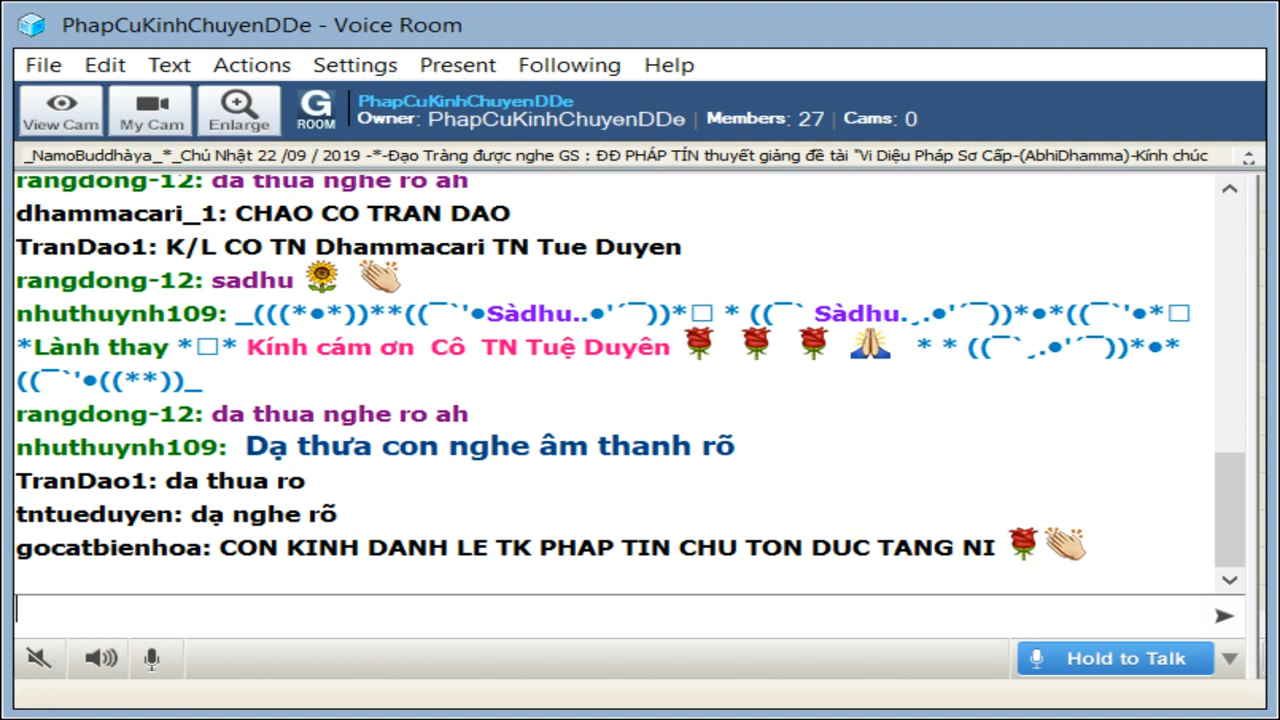 PhapCuKinhChuyenDDe - Voice Room
File Edit Text Actions Settings Present Following Help
View Cam My Cam Enlarge G ROOM
PhapCuKinhChuyenDDe
Owner: PhapCuKinhChuyenDDe | Members: 27 | Cams: 0
_NamoBuddhàya_*_Chủ Nhật 22 /09 / 2019 -*-Đạo Tràng được nghe GS : ĐĐ PHÁP TÍN thuyết giảng đề tài "Vi Diệu Pháp Sơ Cấp-(AbhiDhamma)-Kính chúc
rangdong-12: da thua nghe ro ah
dhammacari_1: CHAO CO TRAN DAO
TranDao1: K/L CO TN Dhammacari TN Tue Duyen
rangdong-12: sadhu 🌻 👏
nhuthuynh109: _(((*•*))**((¯`'•Sàdhu..•'´¯))*□ * ((¯` Sàdhu.¸.•'´¯))*•*((¯`'•*□
*Lành thay *□* Kính cám ơn Cô TN Tuệ Duyên 🌹 🌹 🌹 🙏 * * ((¯`¸.•'´¯))*•*
((¯`'•((**))_
rangdong-12: da thua nghe ro ah
nhuthuynh109: Dạ thưa con nghe âm thanh rõ
TranDao1: da thua ro
tntueduyen: dạ nghe rõ
gocatbienhoa: CON KINH DANH LE TK PHAP TIN CHU TON DUC TANG NI 🌹👏
Hold to Talk